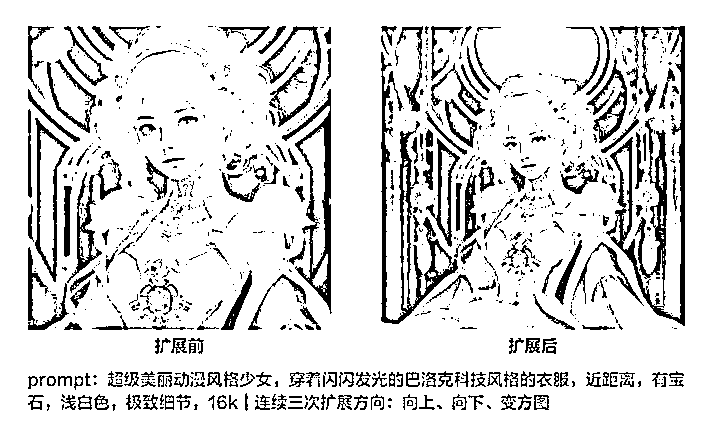 扩展前
扩展后
prompt：超级美丽动漫风格少女，穿着闪闪发光的巴洛克科技风格的衣服，近距离，有宝
石，浅白色，极致细节，16k | 连续三次扩展方向：向上、向下、变方图